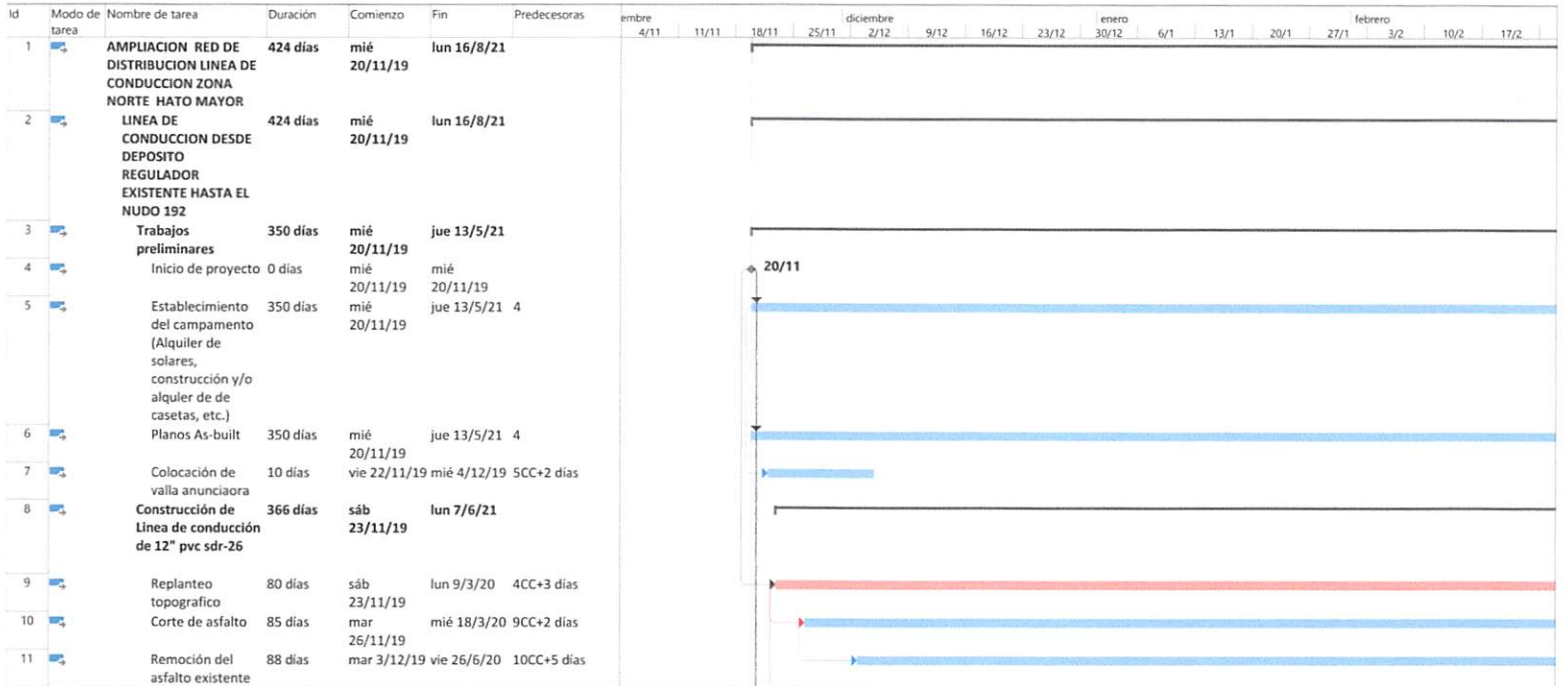 Id Modo de Nombre de tarea Duración Comienzo Fin Predecesoras
tarea
embre diciembre enero febrero
4/11 11/11 18/11 25/11 2/12 9/12 16/12 23/12 30/12 6/1 13/1 20/1 27/1 3/2 10/2 17/2
1 AMPLIACION RED DE 424 días mié lun 16/8/21
DISTRIBUCION LINEA DE 20/11/19
CONDUCCION ZONA
NORTE HATO MAYOR
2 LINEA DE 424 días mié lun 16/8/21
CONDUCCION DESDE 20/11/19
DEPOSITO
REGULADOR
EXISTENTE HASTA EL
NUDO 192
3 Trabajos 350 días mié jue 13/5/21
preliminares 20/11/19
4 Inicio de proyecto 0 días mié mié 20/11
20/11/19 20/11/19
5 Establecimiento 350 días mié jue 13/5/21 4
del campamento 20/11/19
(Alquiler de
solares,
construcción y/o
alquler de de
casetas, etc.)
6 Planos As-built 350 días mié jue 13/5/21 4
20/11/19
7 Colocación de 10 días vie 22/11/19 mié 4/12/19 5CC+2 días
valla anunciaora
8 Construcción de 366 días sáb lun 7/6/21
Linea de conducción 23/11/19
de 12" pvc sdr-26
9 Replanteo 80 días sáb lun 9/3/20 4CC+3 días
topografico 23/11/19
10 Corte de asfalto 85 días mar mié 18/3/20 9CC+2 días
26/11/19
11 Remoción del 88 días mar 3/12/19 vie 26/6/20 10CC+5 días
asfalto existente